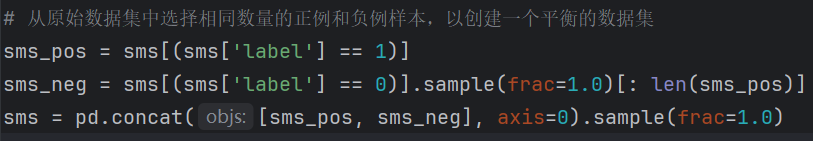 # 从原始数据集中选择相同数量的正例和负例样本，以创建一个平衡的数据集
sms_pos = sms[(sms['label'] == 1)]
sms_neg = sms[(sms['label'] == 0)].sample(frac=1.0)[: len(sms_pos)]
sms = pd.concat( objs: [sms_pos, sms_neg], axis=0).sample(frac=1.0)